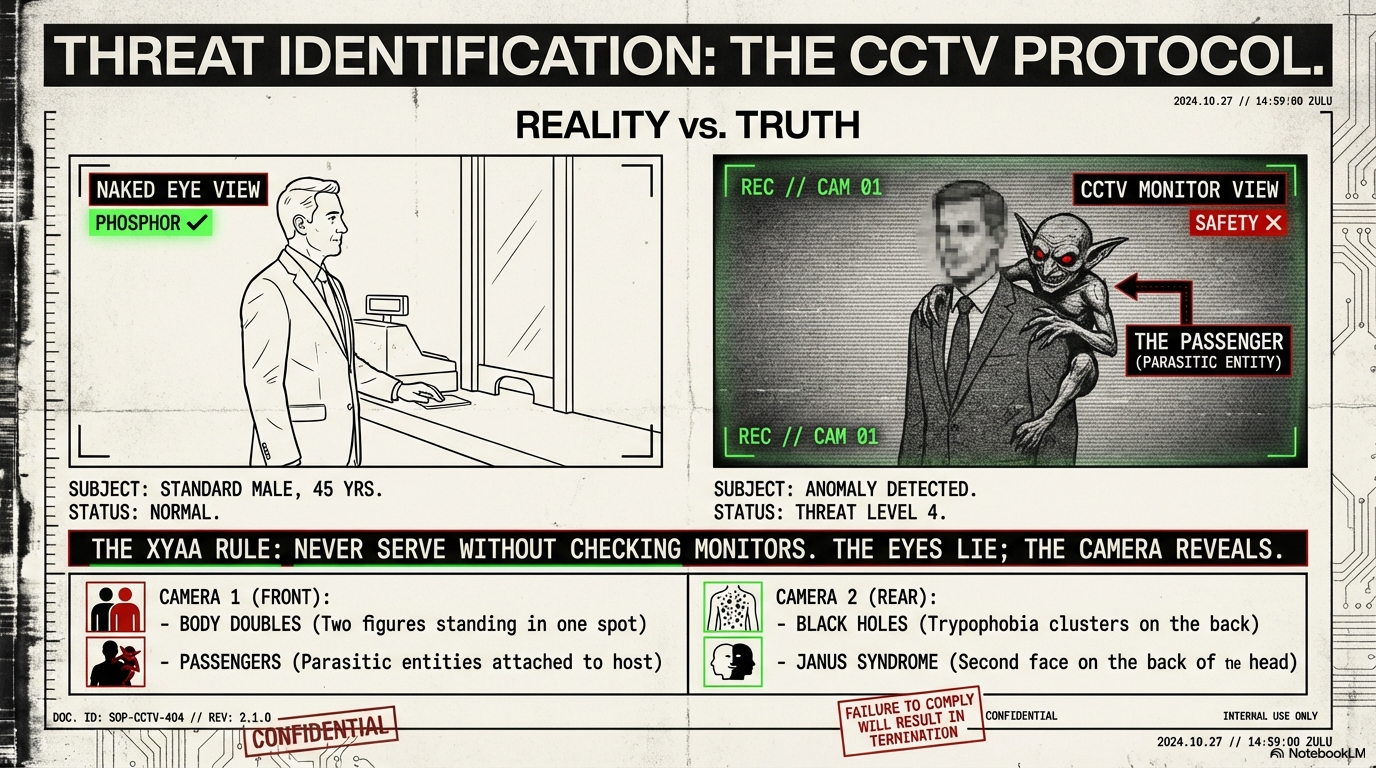 THREAT IDENTIFICATION: THE CCTV PROTOCOL.
2024.10.27 // 14:59:00 ZULU
REALITY vs. TRUTH
NAKED EYE VIEW
PHOSPHOR ✓
REC // CAM 01
CCTV MONITOR VIEW
SAFETY ✕
THE PASSENGER
(PARASITIC ENTITY)
REC // CAM 01
SUBJECT: STANDARD MALE, 45 YRS.
STATUS: NORMAL.
SUBJECT: ANOMALY DETECTED.
STATUS: THREAT LEVEL 4.
THE XYAA RULE: NEVER SERVE WITHOUT CHECKING MONITORS. THE EYES LIE; THE CAMERA REVEALS.
CAMERA 1 (FRONT):
- BODY DOUBLES (Two figures standing in one spot)
- PASSENGERS (Parasitic entities attached to host)
CAMERA 2 (REAR):
- BLACK HOLES (Trypophobia clusters on the back)
- JANUS SYNDROME (Second face on the back of the head)
DOC. ID: SOP-CCTV-404 // REV: 2.1.0
CONFIDENTIAL
FAILURE TO COMPLY
WILL RESULT IN
TERMINATION
CONFIDENTIAL
INTERNAL USE ONLY
2024.10.27 // 14:59:00 ZULU
NotebookLM